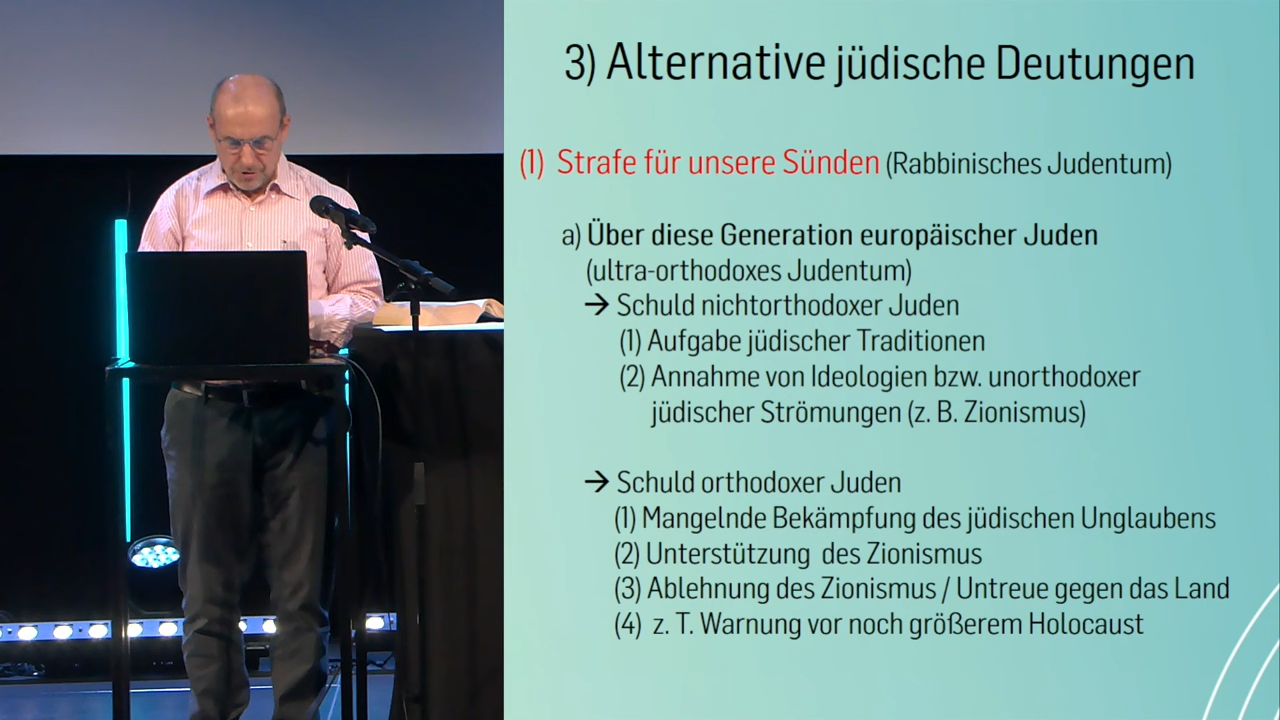 3) Alternative jüdische Deutungen
(1) Strafe für unsere Sünden (Rabbinisches Judentum)
a) Über diese Generation europäischer Juden
(ultra-orthodoxes Judentum)
→ Schuld nichtorthodoxer Juden
(1) Aufgabe jüdischer Traditionen
(2) Annahme von Ideologien bzw. unorthodoxer
jüdischer Strömungen (z. B. Zionismus)
→ Schuld orthodoxer Juden
(1) Mangelnde Bekämpfung des jüdischen Unglaubens
(2) Unterstützung des Zionismus
(3) Ablehnung des Zionismus / Untreue gegen das Land
(4) z. T. Warnung vor noch größerem Holocaust